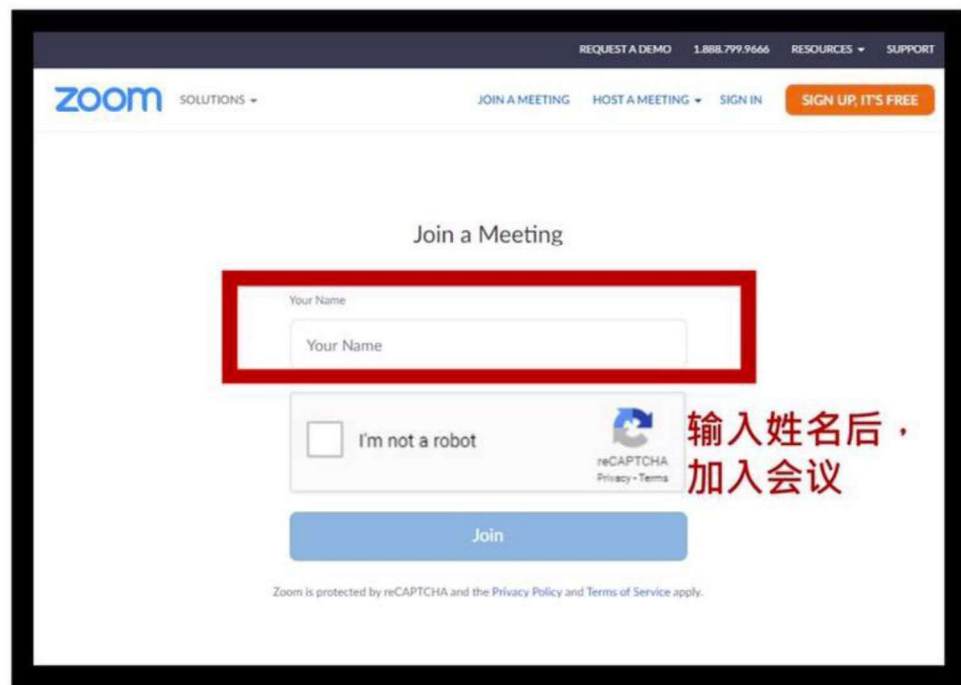 REQUEST A DEMO 1.888.799.9666 RESOURCES SUPPORT
zoom SOLUTIONS JOIN A MEETING HOST A MEETING SIGN IN SIGN UP, IT'S FREE
Join a Meeting
Your Name
Your Name
I'm not a robot
reCAPTCHA
Privacy - Terms
输入姓名后，
加入会议
Join
Zoom is protected by reCAPTCHA and the Privacy Policy and Terms of Service apply.